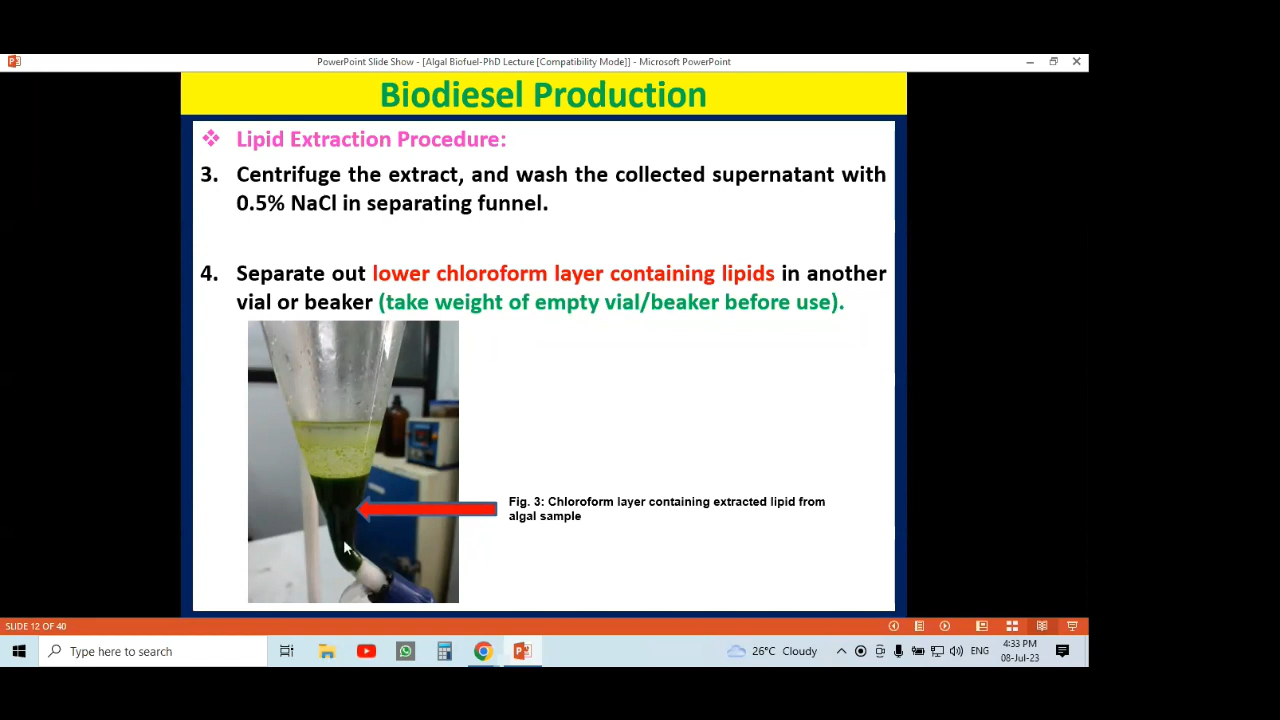 PowerPoint Slide Show - [Algal Biofuel-PhD Lecture [Compatibility Mode]] - Microsoft PowerPoint
Biodiesel Production
❖ Lipid Extraction Procedure:
3. Centrifuge the extract, and wash the collected supernatant with
0.5% NaCl in separating funnel.
4. Separate out lower chloroform layer containing lipids in another
vial or beaker (take weight of empty vial/beaker before use).
Fig. 3: Chloroform layer containing extracted lipid from
algal sample
SLIDE 12 OF 40
Type here to search
26°C Cloudy
ENG
4:33 PM
08-Jul-23